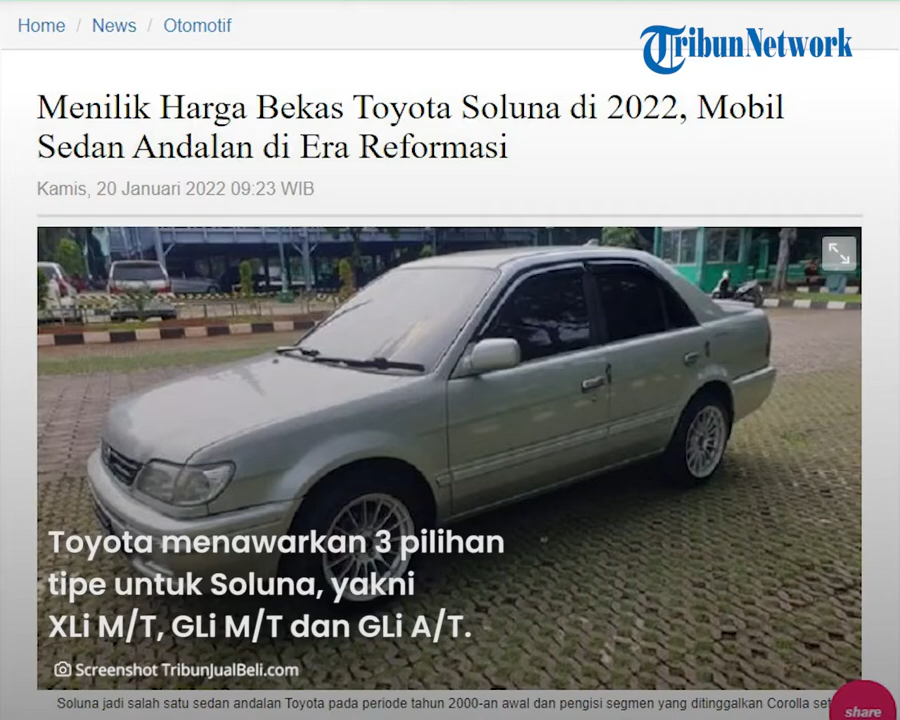 Home / News / Otomotif
TribunNetwork
Menilik Harga Bekas Toyota Soluna di 2022, Mobil
Sedan Andalan di Era Reformasi
Kamis, 20 Januari 2022 09:23 WIB
Toyota menawarkan 3 pilihan
tipe untuk Soluna, yakni
XLi M/T, GLi M/T dan GLi A/T.
Screenshot TribunJualBeli.com
Soluna jadi salah satu sedan andalan Toyota pada periode tahun 2000-an awal dan pengisi segmen yang ditinggalkan Corolla
share